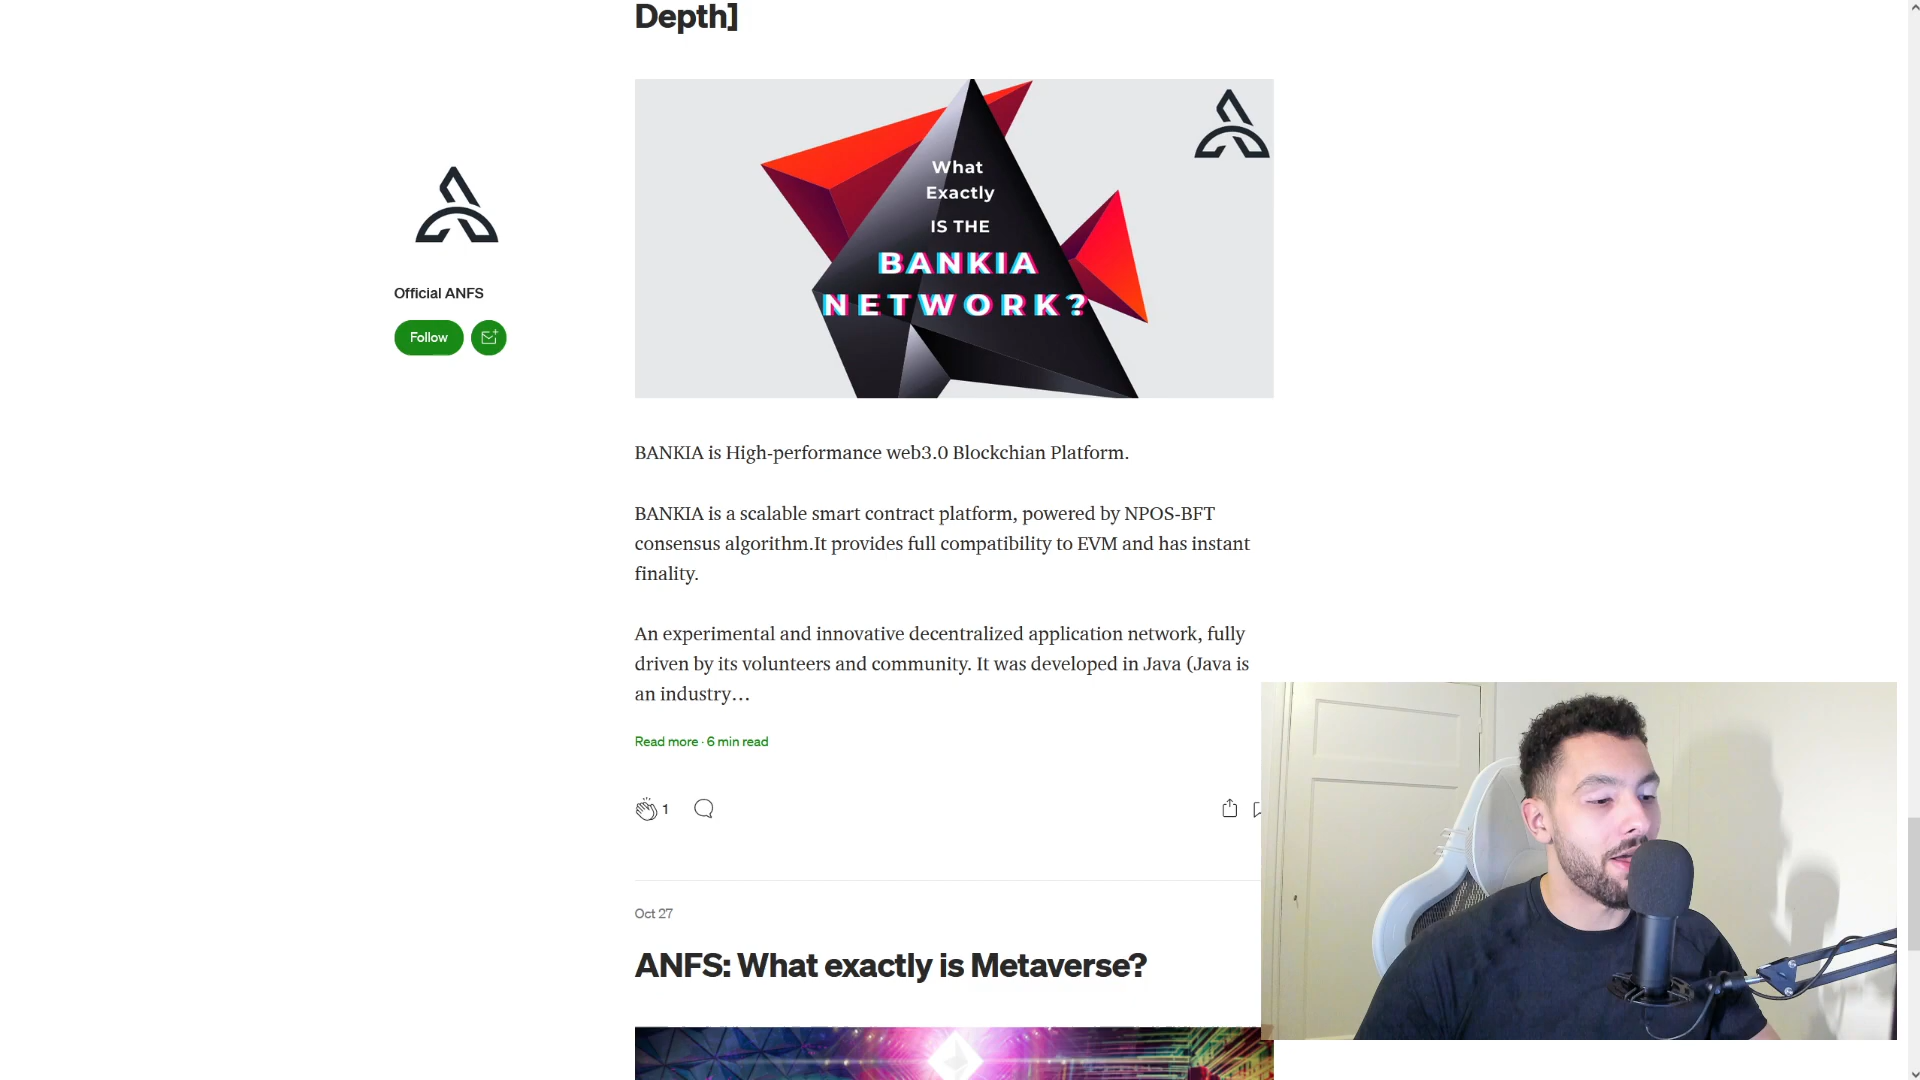 Depth]
What
Exactly
IS THE
BANKIA
NETWORK?
Official ANFS
Follow
BANKIA is High-performance web3.0 Blockchian Platform.
BANKIA is a scalable smart contract platform, powered by NPOS-BFT
consensus algorithm.It provides full compatibility to EVM and has instant
finality.
An experimental and innovative decentralized application network, fully
driven by its volunteers and community. It was developed in Java (Java is
an industry…
Read more · 6 min read
1
Oct 27
ANFS: What exactly is Metaverse?